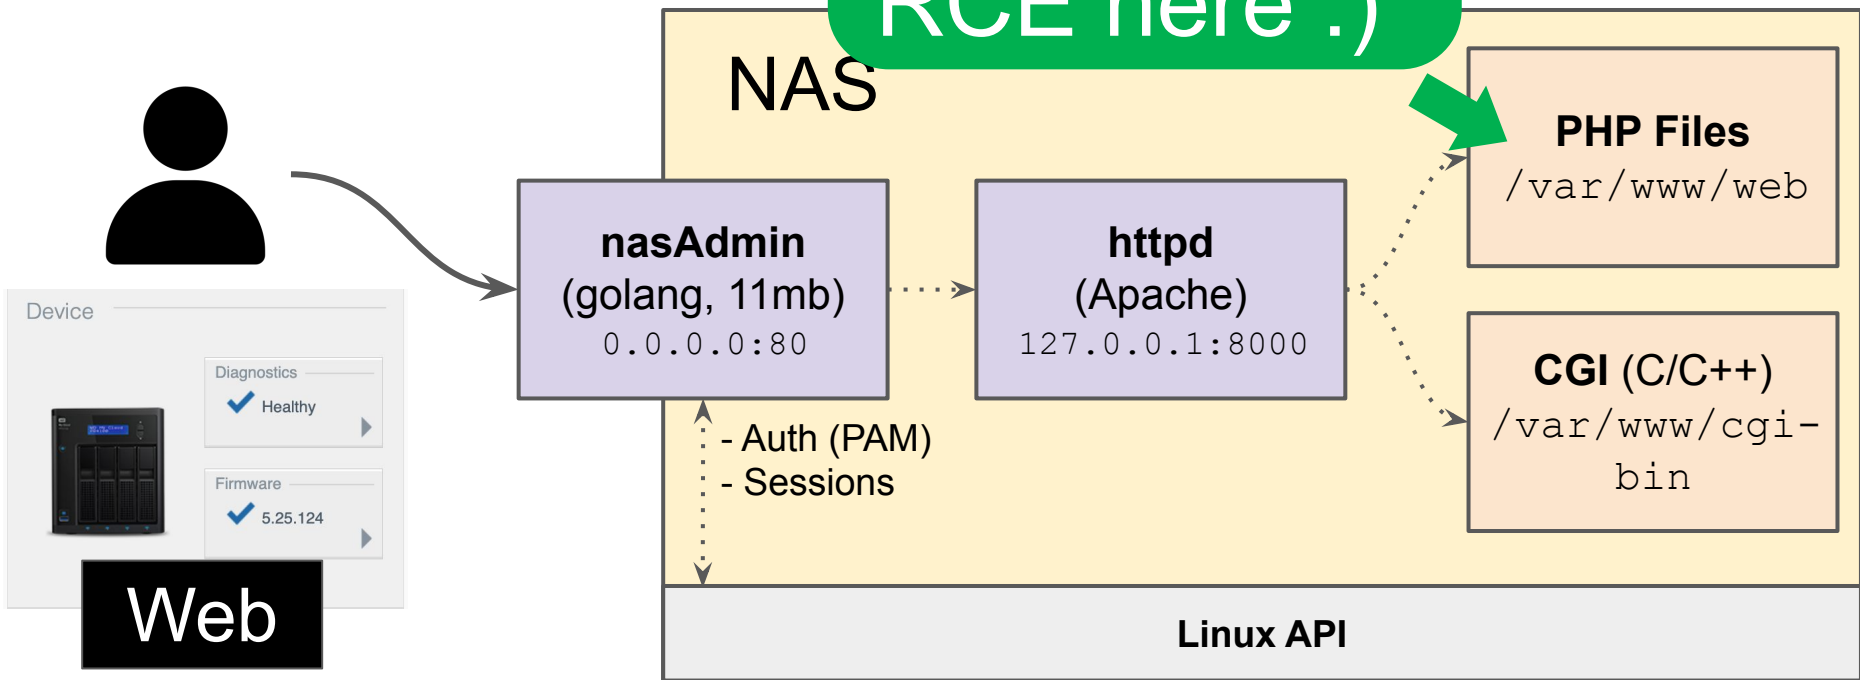 RCE here :)
NAS
PHP Files
/var/www/web
nasAdmin
(golang, 11mb)
0.0.0.0:80
httpd
(Apache)
127.0.0.1:8000
Device
Diagnostics
Healthy
Firmware
5.25.124
CGI (C/C++)
/var/www/cgi-
bin
- Auth (PAM)
- Sessions
Web
Linux API